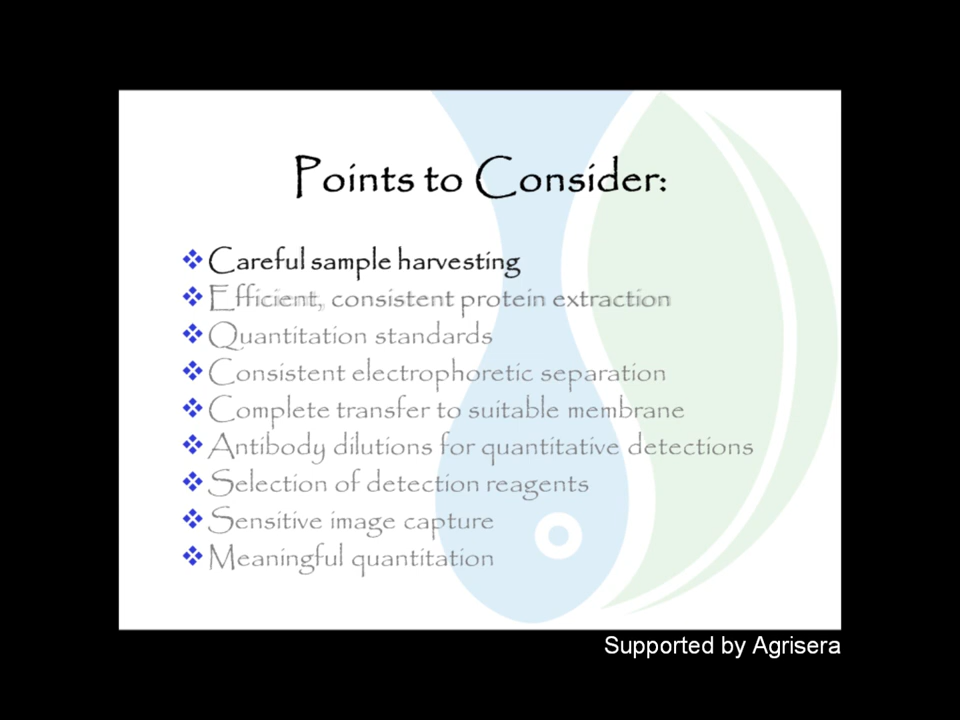 Points to Consider:
Careful sample harvesting
Efficient, consistent protein extraction
Quantitation standards
Consistent electrophoretic separation
Complete transfer to suitable membrane
Antibody dilutions for quantitative detections
Selection of detection reagents
Sensitive image capture
Meaningful quantitation
Supported by Agrisera